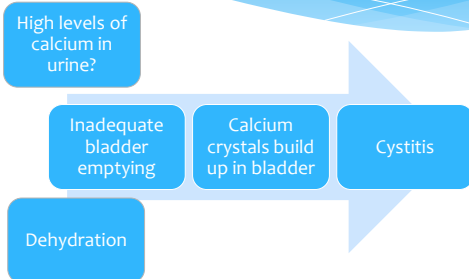 High levels of
calcium in
urine?
Inadequate
bladder
emptying
Calcium
crystals build
up in bladder
Cystitis
Dehydration